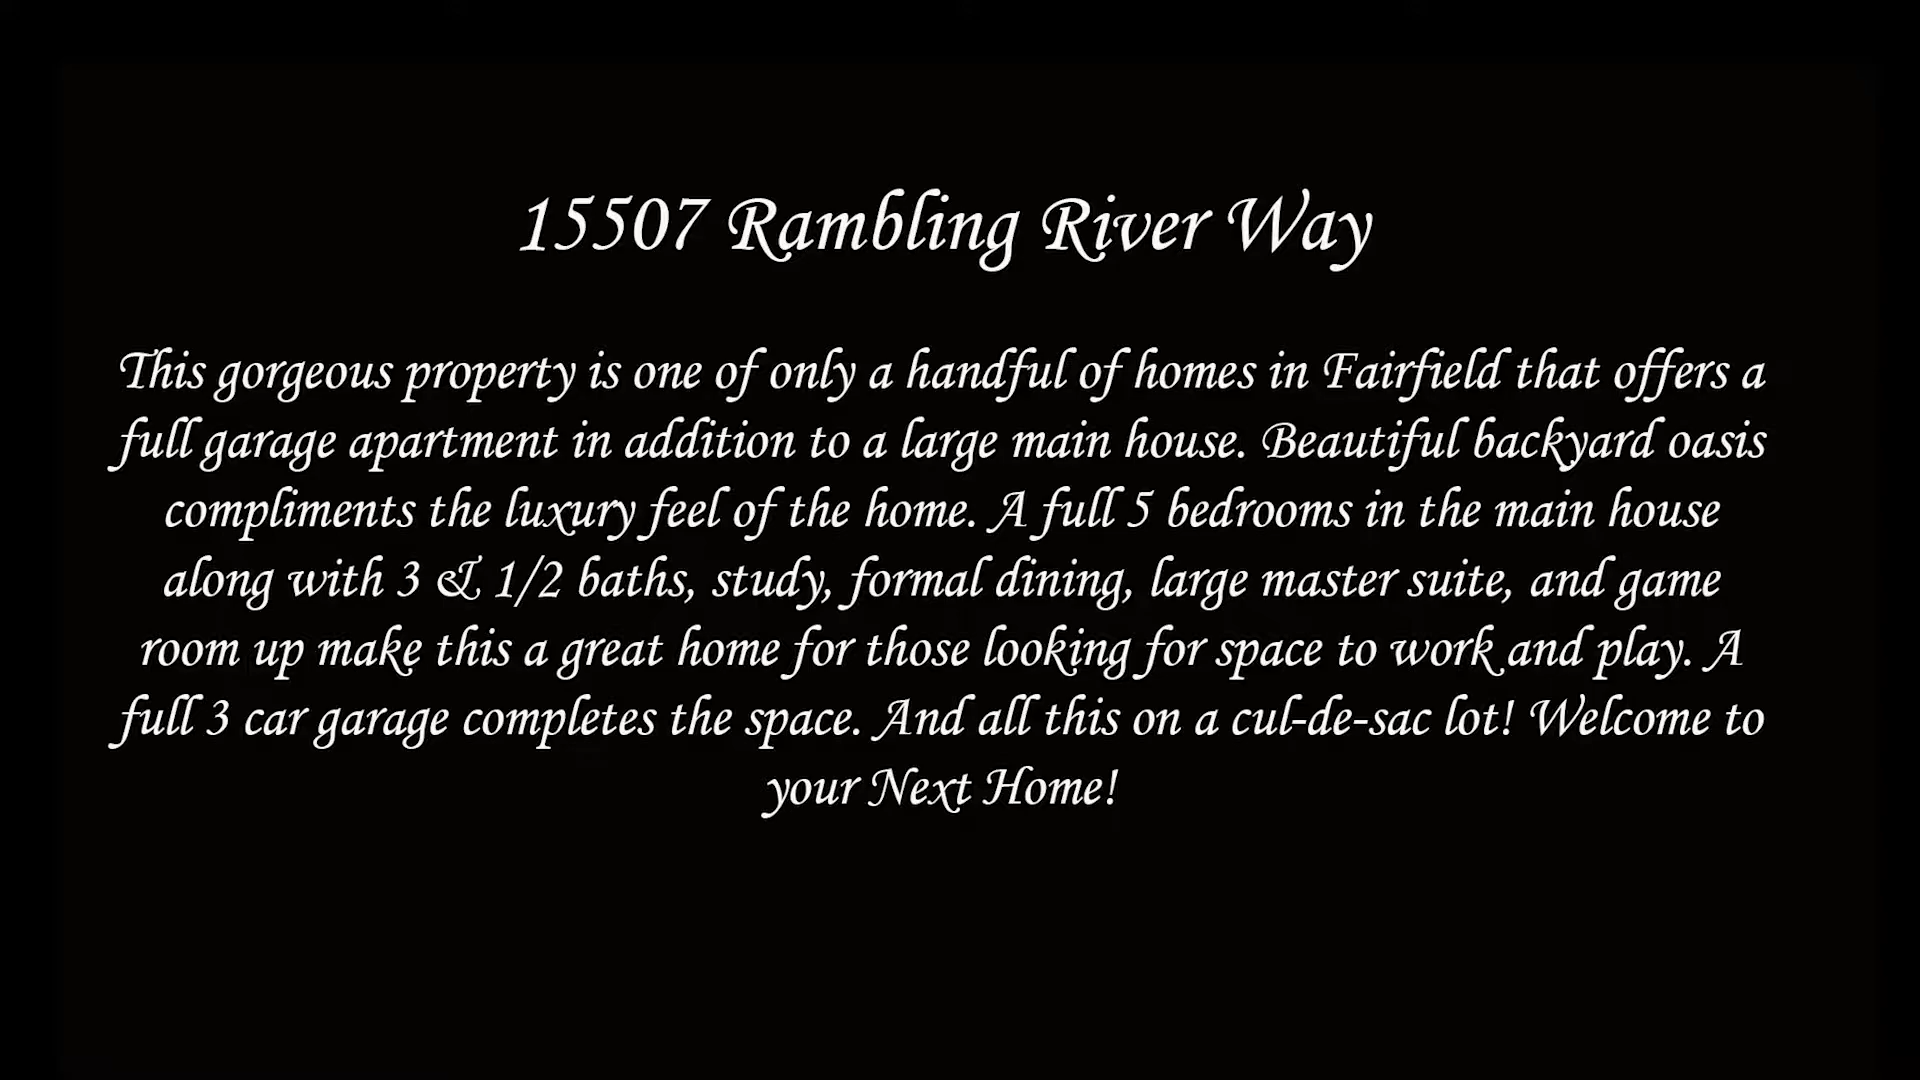 15507 Rambling River Way
This gorgeous property is one of only a handful of homes in Fairfield that offers a
full garage apartment in addition to a large main house. Beautiful backyard oasis
compliments the luxury feel of the home. A full 5 bedrooms in the main house
along with 3 & 1/2 baths, study, formal dining, large master suite, and game
room up make this a great home for those looking for space to work and play. A
full 3 car garage completes the space. And all this on a cul-de-sac lot! Welcome to
your Next Home!